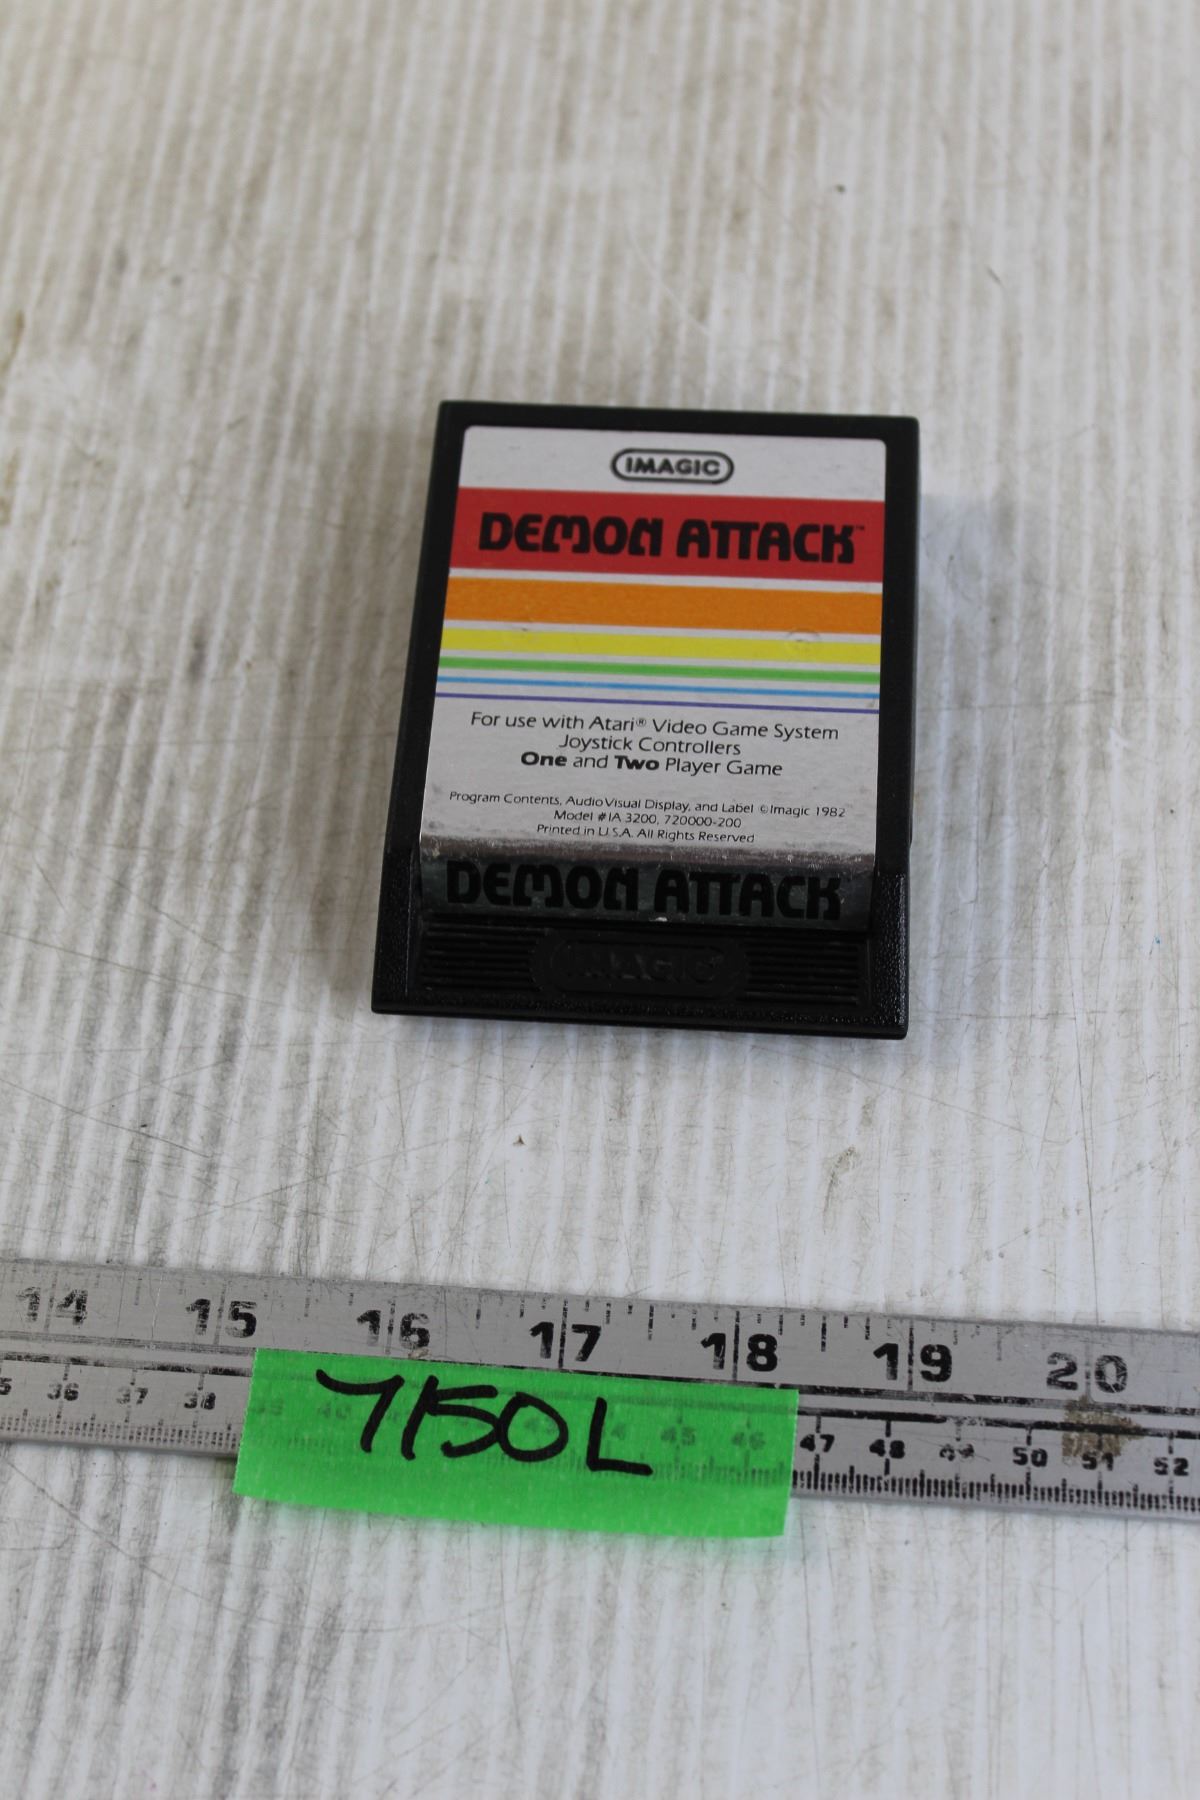 IMAGIC
DEMON ATTACK™
For use with Atari® Video Game System
Joystick Controllers
One and Two Player Game
Program Contents, Audio Visual Display, and Label ©Imagic 1982
Model #IA 3200, 720000-200
Printed in U.S.A. All Rights Reserved
DEMON ATTACK
IMAGIC®
14 15 16 17 18 19 20
36 37 38 45 46 47 48 49 50 51 52
7150L